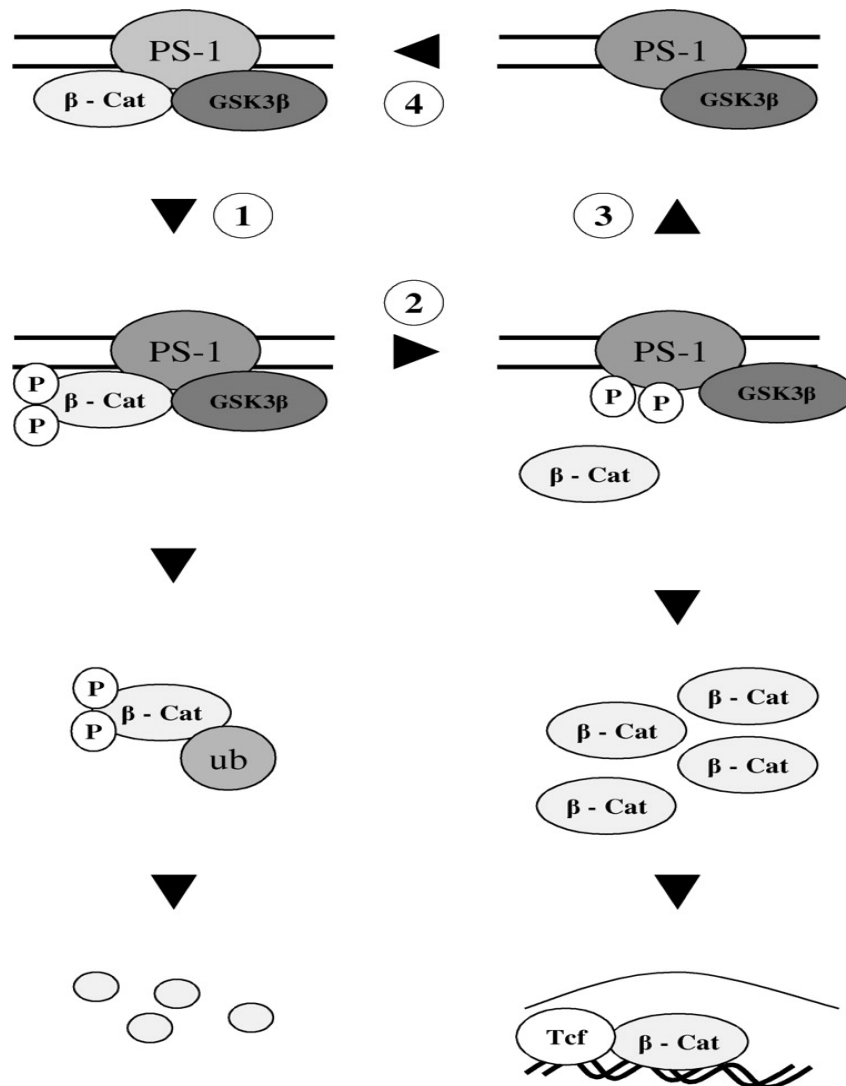 PS-1
β - Cat
GSK3β
4
PS-1
GSK3β
1
3
2
PS-1
P
P
β - Cat
GSK3β
PS-1
P
P
GSK3β
β - Cat
P
P
β - Cat
ub
β - Cat
β - Cat
β - Cat
β - Cat
Tcf
β - Cat